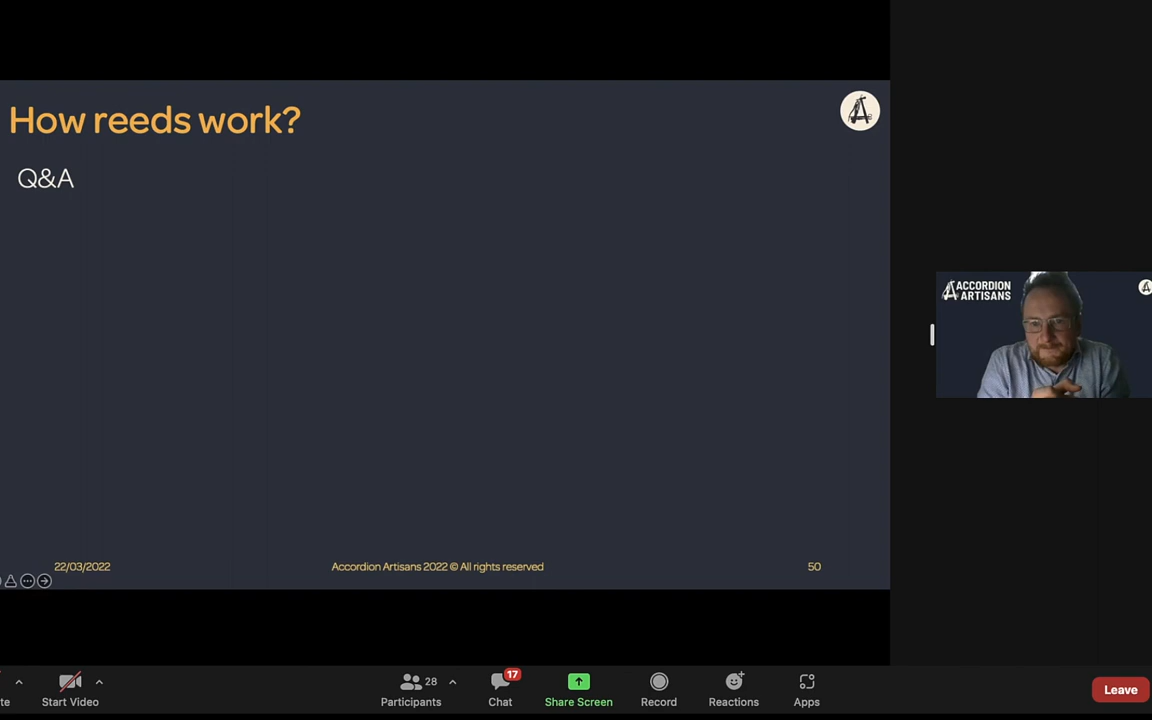 How reeds work?
Q&A
ACCORDION
ARTISANS
22/03/2022
Accordion Artisans 2022 © All rights reserved
50
te
Start Video
28
Participants
17
Chat
Share Screen
Record
Reactions
Apps
Leave